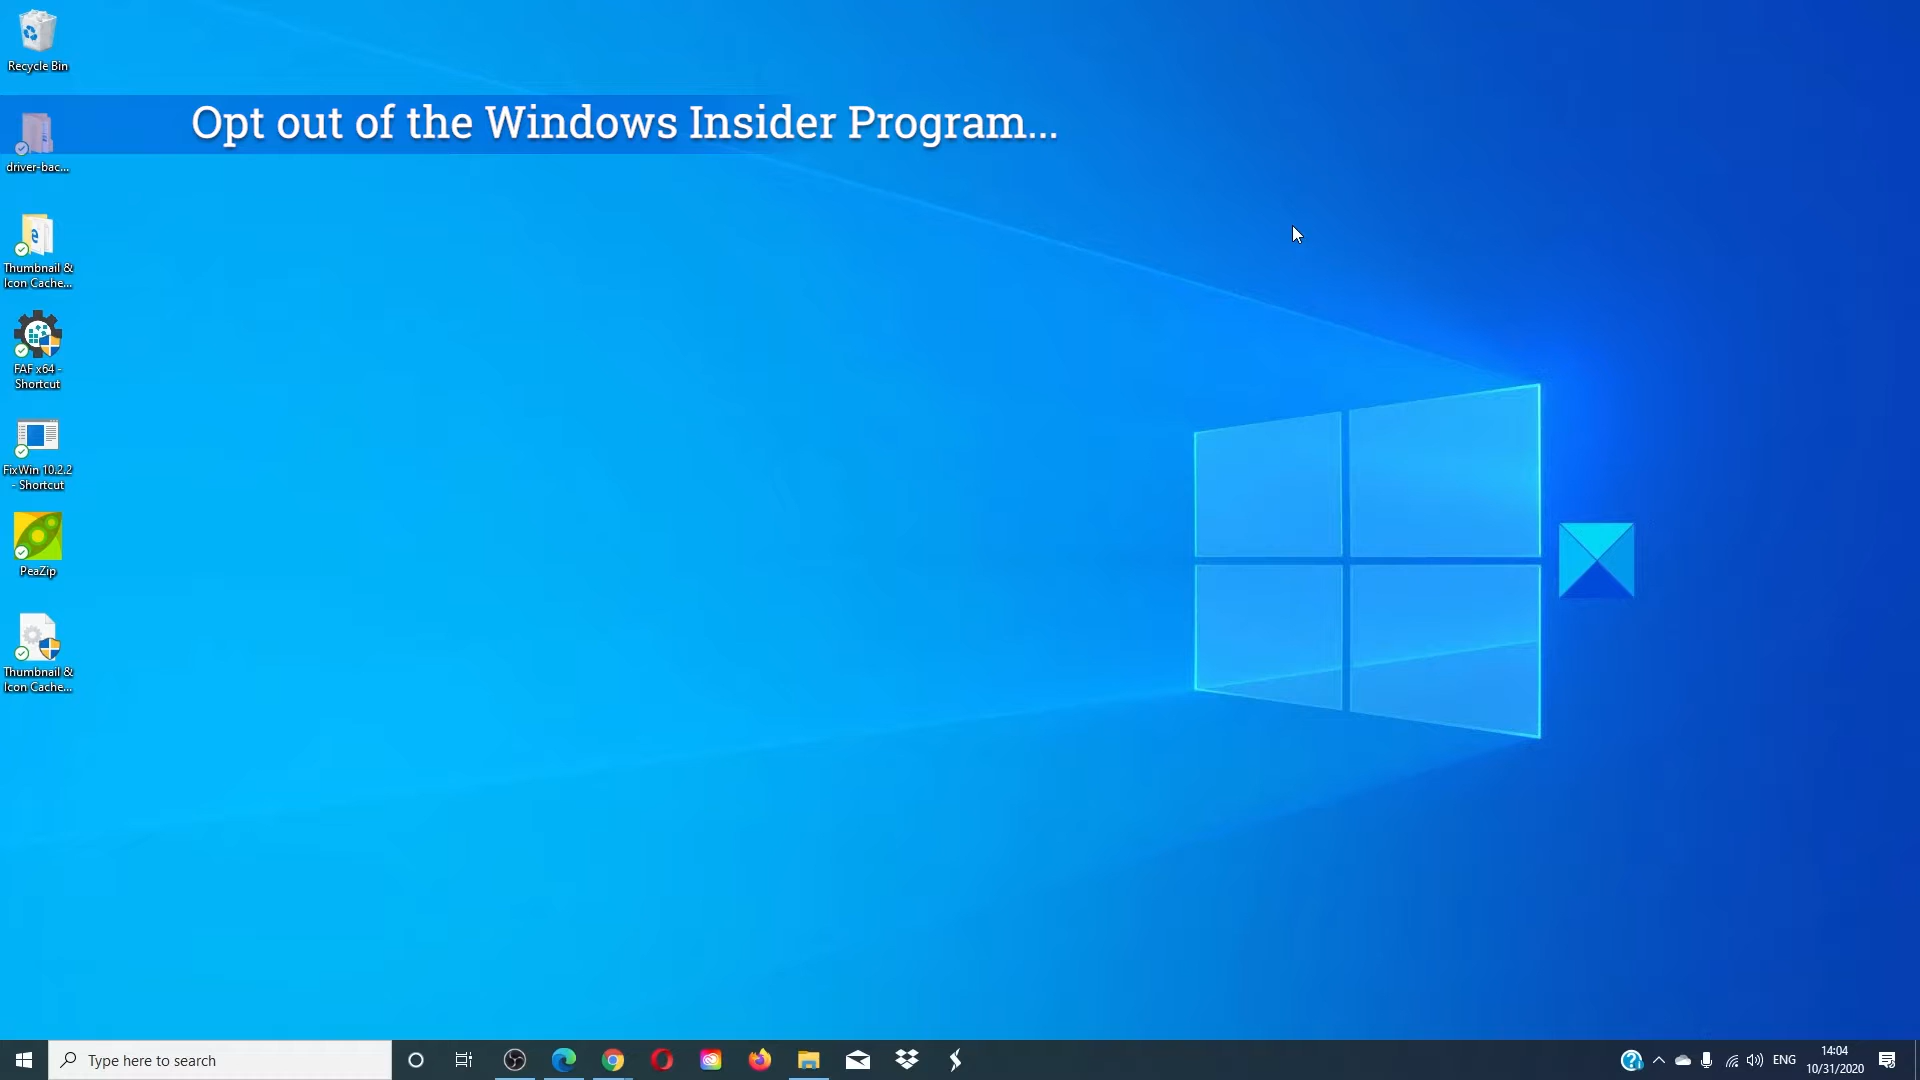 Recycle Bin
Opt out of the Windows Insider Program...
driver-bac...
Thumbnail &
Icon Cache...
FAF x64 -
Shortcut
FixWin 10.2.2
- Shortcut
PeaZip
Thumbnail &
Icon Cache...
Type here to search
ENG
14:04
10/31/2020